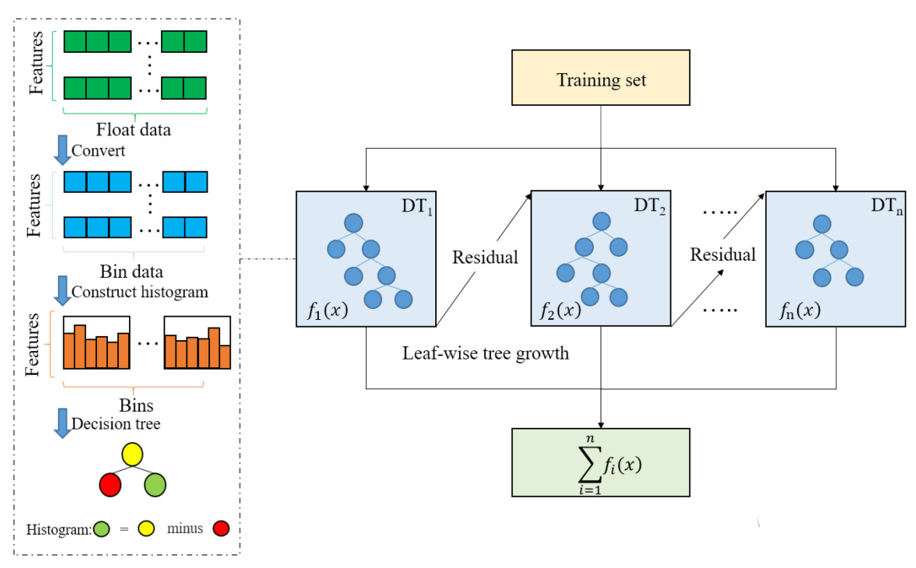 Features
Float data
Convert
Features
Bin data
Construct histogram
Features
Bins
Decision tree
Histogram: = minus
Training set
DT₁
f₁(x)
Residual
DT₂
f₂(x)
.....
Residual
.....
DTₙ
fₙ(x)
Leaf-wise tree growth
n
∑ fᵢ(x)
i=1